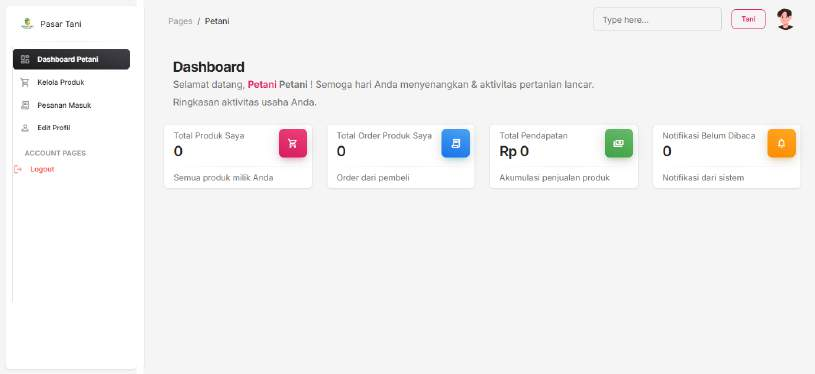 Pasar Tani
Dashboard Petani
Kelola Produk
Pesanan Masuk
Edit Profil
ACCOUNT PAGES
Logout
Pages / Petani
Type here...
Tani
Dashboard
Selamat datang, Petani Petani ! Semoga hari Anda menyenangkan & aktivitas pertanian lancar.
Ringkasan aktivitas usaha Anda.
Total Produk Saya
0
Semua produk milik Anda
Total Order Produk Saya
0
Order dari pembeli
Total Pendapatan
Rp 0
Akumulasi penjualan produk
Notifikasi Belum Dibaca
0
Notifikasi dari sistem